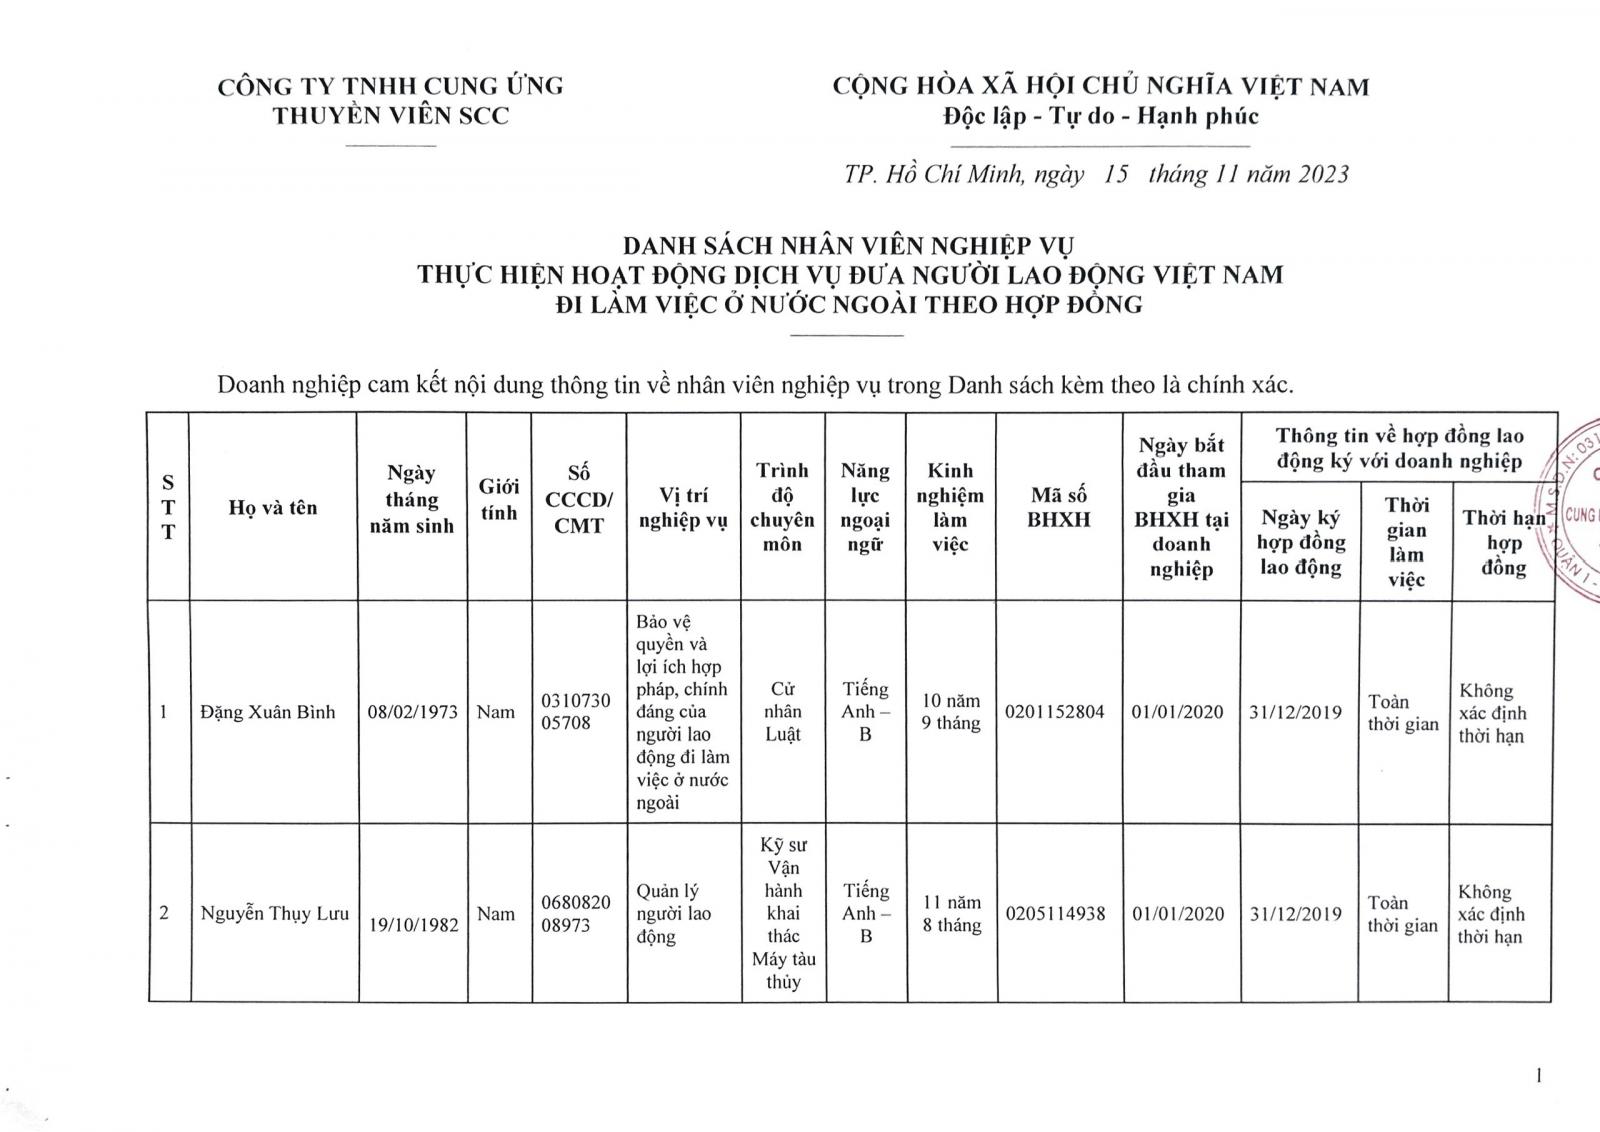 CÔNG TY TNHH CUNG ỨNG
THUYỀN VIÊN SCC
CỘNG HÒA XÃ HỘI CHỦ NGHĨA VIỆT NAM
Độc lập - Tự do - Hạnh phúc
TP. Hồ Chí Minh, ngày 15 tháng 11 năm 2023
DANH SÁCH NHÂN VIÊN NGHIỆP VỤ
THỰC HIỆN HOẠT ĐỘNG DỊCH VỤ ĐƯA NGƯỜI LAO ĐỘNG VIỆT NAM
ĐI LÀM VIỆC Ở NƯỚC NGOÀI THEO HỢP ĐỒNG
Doanh nghiệp cam kết nội dung thông tin về nhân viên nghiệp vụ trong Danh sách kèm theo là chính xác.
S
T
T
Họ và tên
Ngày
tháng
năm sinh
Giới
tính
Số
CCCD/
CMT
Vị trí
nghiệp vụ
Trình
độ
chuyên
môn
Năng
lực
ngoại
ngữ
Kinh
nghiệm
làm
việc
Mã số
BHXH
Ngày bắt
đầu tham
gia
BHXH tại
doanh
nghiệp
Thông tin về hợp đồng lao
động ký với doanh nghiệp
Ngày ký
hợp đồng
lao động
Thời
gian
làm
việc
Thời hạn
hợp
đồng
M.S.D.N: 031
CUNG
QUẬN 1 -
1
Đặng Xuân Bình
08/02/1973
Nam
0310730
05708
Bảo vệ
quyền và
lợi ích hợp
pháp, chính
đáng của
người lao
động đi làm
việc ở nước
ngoài
Cử
nhân
Luật
Tiếng
Anh –
B
10 năm
9 tháng
0201152804
01/01/2020
31/12/2019
Toàn
thời gian
Không
xác định
thời hạn
2
Nguyễn Thụy Lưu
19/10/1982
Nam
0680820
08973
Quản lý
người lao
động
Kỹ sư
Vận
hành
khai
thác
Máy tàu
thủy
Tiếng
Anh –
B
11 năm
8 tháng
0205114938
01/01/2020
31/12/2019
Toàn
thời gian
Không
xác định
thời hạn
1